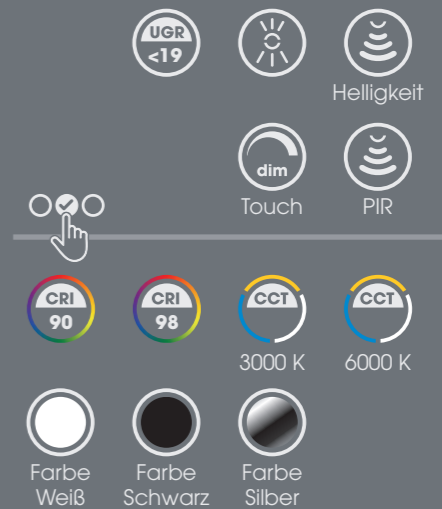 UGR
<19
Helligkeit
dim
Touch
PIR
CRI
90
CRI
98
CCT
CCT
3000 K
6000 K
Farbe
Weiß
Farbe
Schwarz
Farbe
Silber